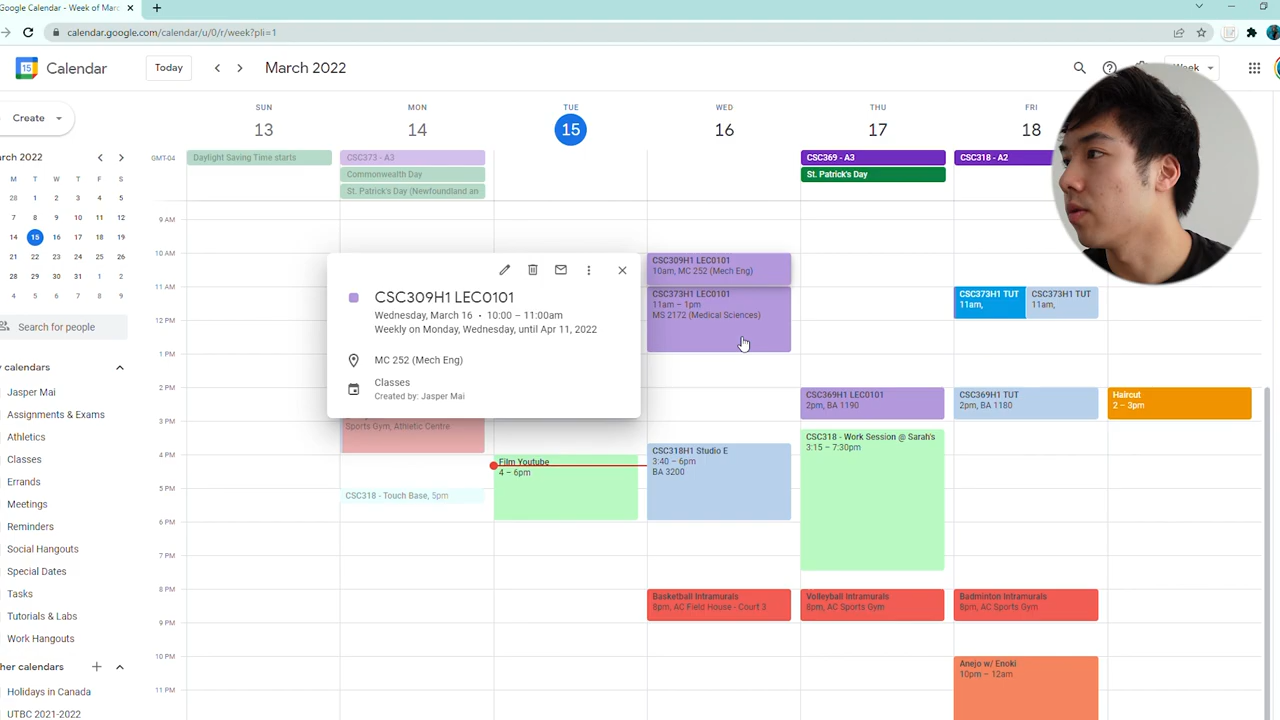 Google Calendar - Week of March
calendar.google.com/calendar/u/0/r/week?pli=1
15
Calendar
Today
March 2022
Week
Create
SUN
MON
TUE
WED
THU
FRI
13
14
15
16
17
18
GMT-04
Daylight Saving Time starts
CSC373 - A3
CSC369 - A3
CSC318 - A2
Commonwealth Day
St. Patrick's Day
St. Patrick's Day (Newfoundland an
arch 2022
M T W T F S
28 1 2 3 4 5
7 8 9 10 11 12
14 15 16 17 18 19
21 22 23 24 25 26
28 29 30 31 1 2
4 5 6 7 8 9
Search for people
y calendars
Jasper Mai
Assignments & Exams
Athletics
Classes
Errands
Meetings
Reminders
Social Hangouts
Special Dates
Tasks
Tutorials & Labs
Work Hangouts
her calendars
Holidays in Canada
UTBC 2021-2022
9 AM
10 AM
11 AM
12 PM
1 PM
2 PM
3 PM
4 PM
5 PM
6 PM
7 PM
8 PM
9 PM
10 PM
11 PM
CSC309H1 LEC0101
Wednesday, March 16 • 10:00 – 11:00am
Weekly on Monday, Wednesday, until Apr 11, 2022
MC 252 (Mech Eng)
Classes
Created by: Jasper Mai
Sports Gym, Athletic Centre
CSC318 - Touch Base, 5pm
Film Youtube
4 – 6pm
CSC309H1 LEC0101
10am, MC 252 (Mech Eng)
CSC373H1 LEC0101
11am – 1pm
MS 2172 (Medical Sciences)
CSC318H1 Studio E
3:40 – 6pm
BA 3200
Basketball Intramurals
8pm, AC Field House - Court 3
CSC369H1 LEC0101
2pm, BA 1190
CSC318 - Work Session @ Sarah's
3:15 – 7:30pm
Volleyball Intramurals
8pm, AC Sports Gym
CSC373H1 TUT
11am,
CSC373H1 TUT
11am,
CSC369H1 TUT
2pm, BA 1180
Badminton Intramurals
8pm, AC Sports Gym
Anejo w/ Enoki
10pm – 12am
Haircut
2 – 3pm